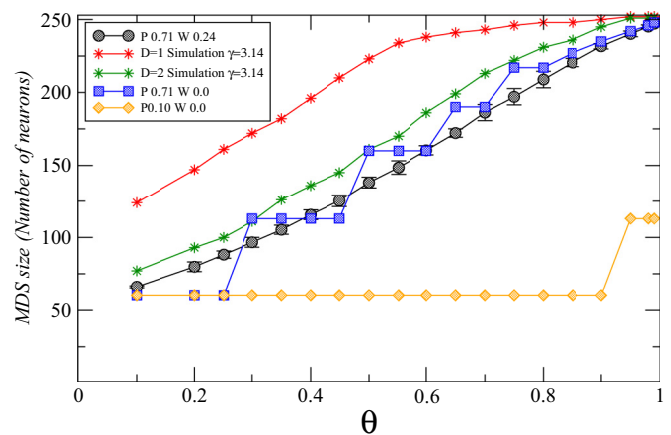 250
200
150
100
50
MDS size (Number of neurons)
P 0.71 W 0.24
D=1 Simulation γ=3.14
D=2 Simulation γ=3.14
P 0.71 W 0.0
P0.10 W 0.0
0 0.2 0.4 0.6 0.8 1
θ